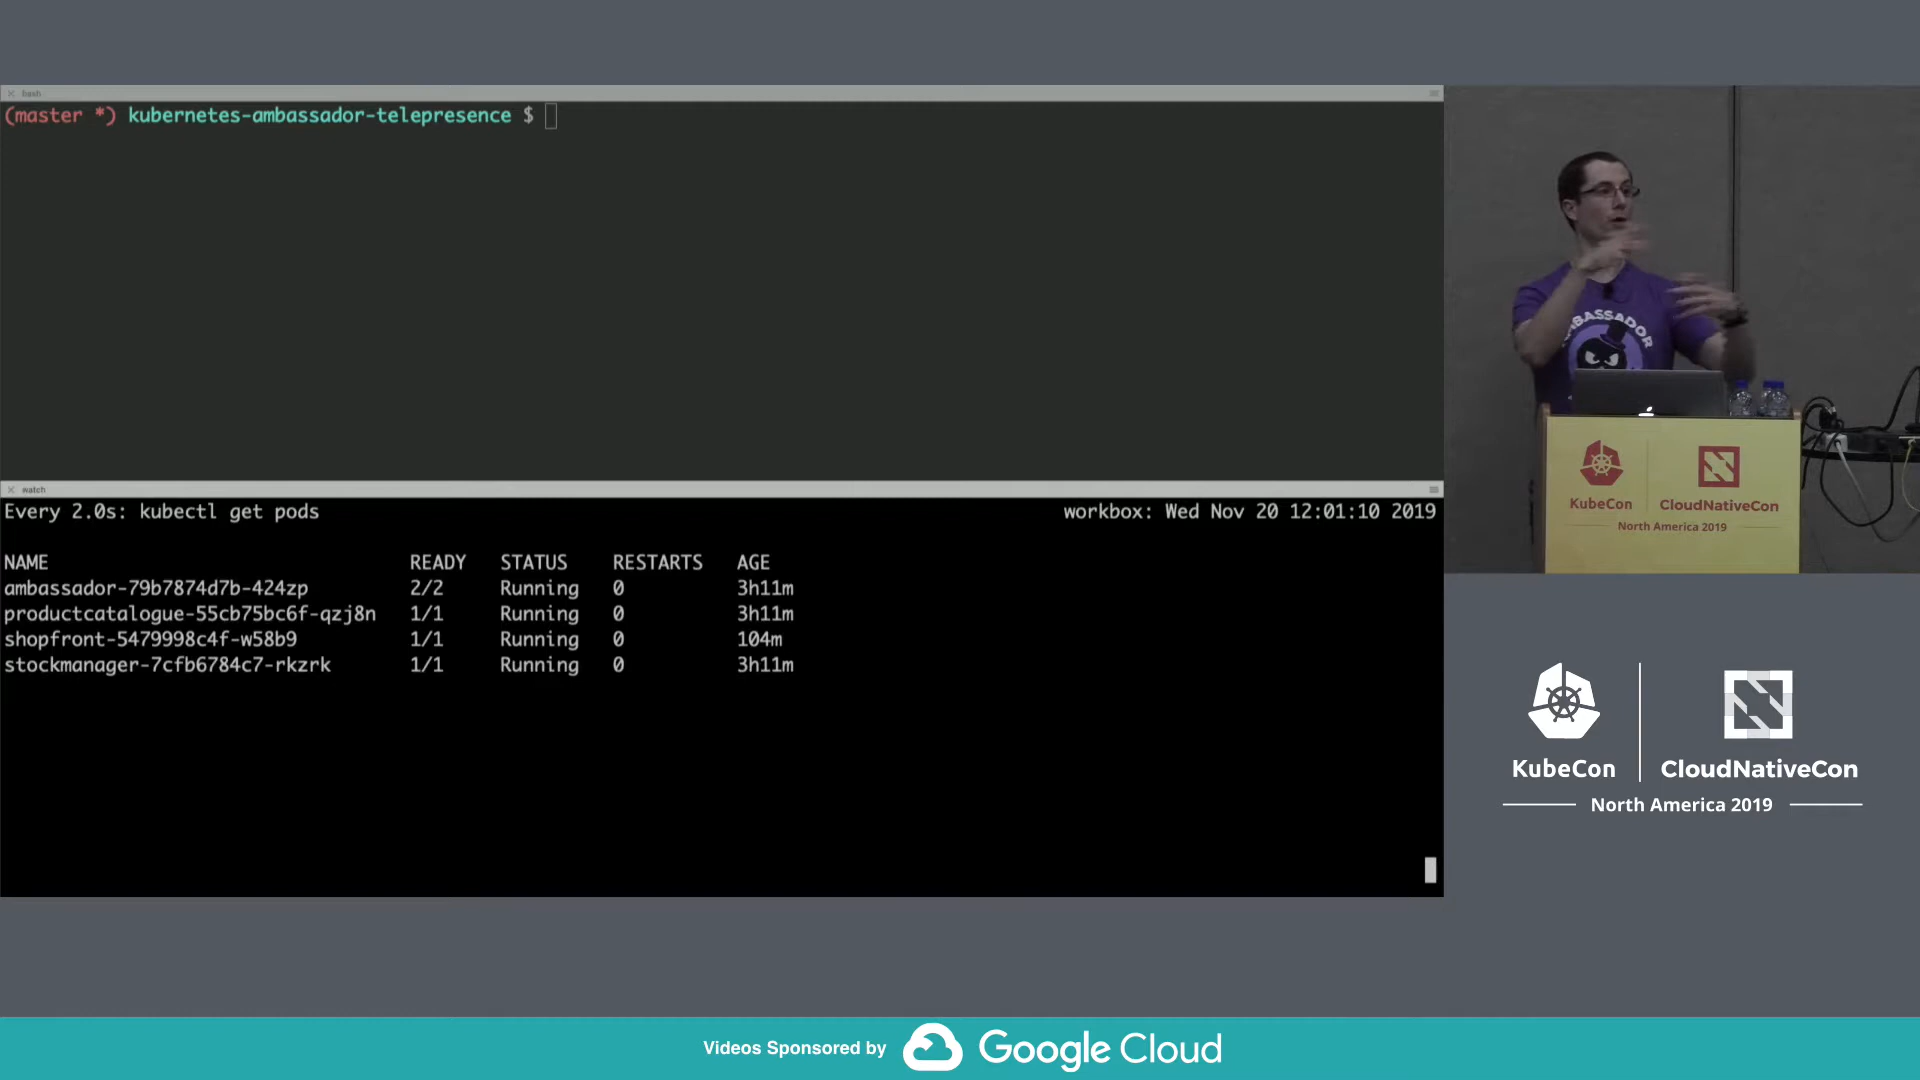 bash
(master *) kubernetes-ambassador-telepresence $
watch
Every 2.0s: kubectl get pods workbox: Wed Nov 20 12:01:10 2019
NAME READY STATUS RESTARTS AGE
ambassador-79b7874d7b-424zp 2/2 Running 0 3h11m
productcatalogue-55cb75bc6f-qzj8n 1/1 Running 0 3h11m
shopfront-5479998c4f-w58b9 1/1 Running 0 104m
stockmanager-7cfb6784c7-rkzrk 1/1 Running 0 3h11m
MBASSADOR
KubeCon CloudNativeCon
North America 2019
KubeCon CloudNativeCon
North America 2019
Videos Sponsored by Google Cloud